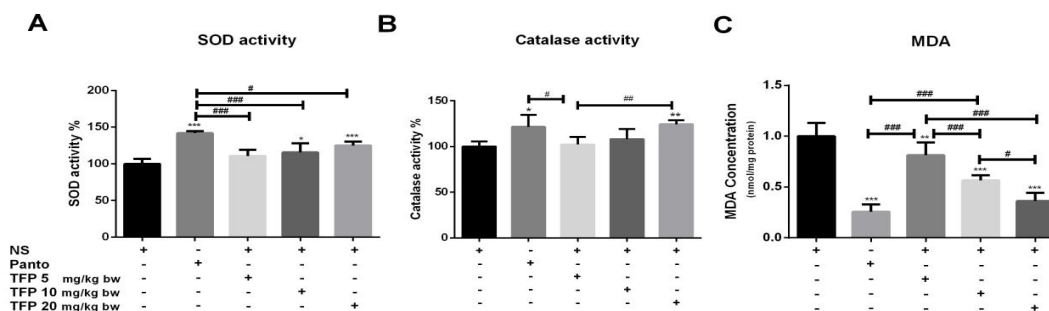 A
SOD activity
SOD activity %
200
150
100
50
0
#
###
###
***
*
***
NS + - + + +
Panto - + - - -
TFP 5 mg/kg bw - - + - -
TFP 10 mg/kg bw - - - + -
TFP 20 mg/kg bw - - - - +
B
Catalase activity
Catalase activity %
150
100
50
0
#
##
*
**
+ - + + +
- + - - -
- - + - -
- - - + -
- - - - +
C
MDA
MDA Concentration
(nmol/mg protein)
1.5
1.0
0.5
0.0
###
###
###
###
#
***
**
***
***
+ - + + +
- + - - -
- - + - -
- - - + -
- - - - +